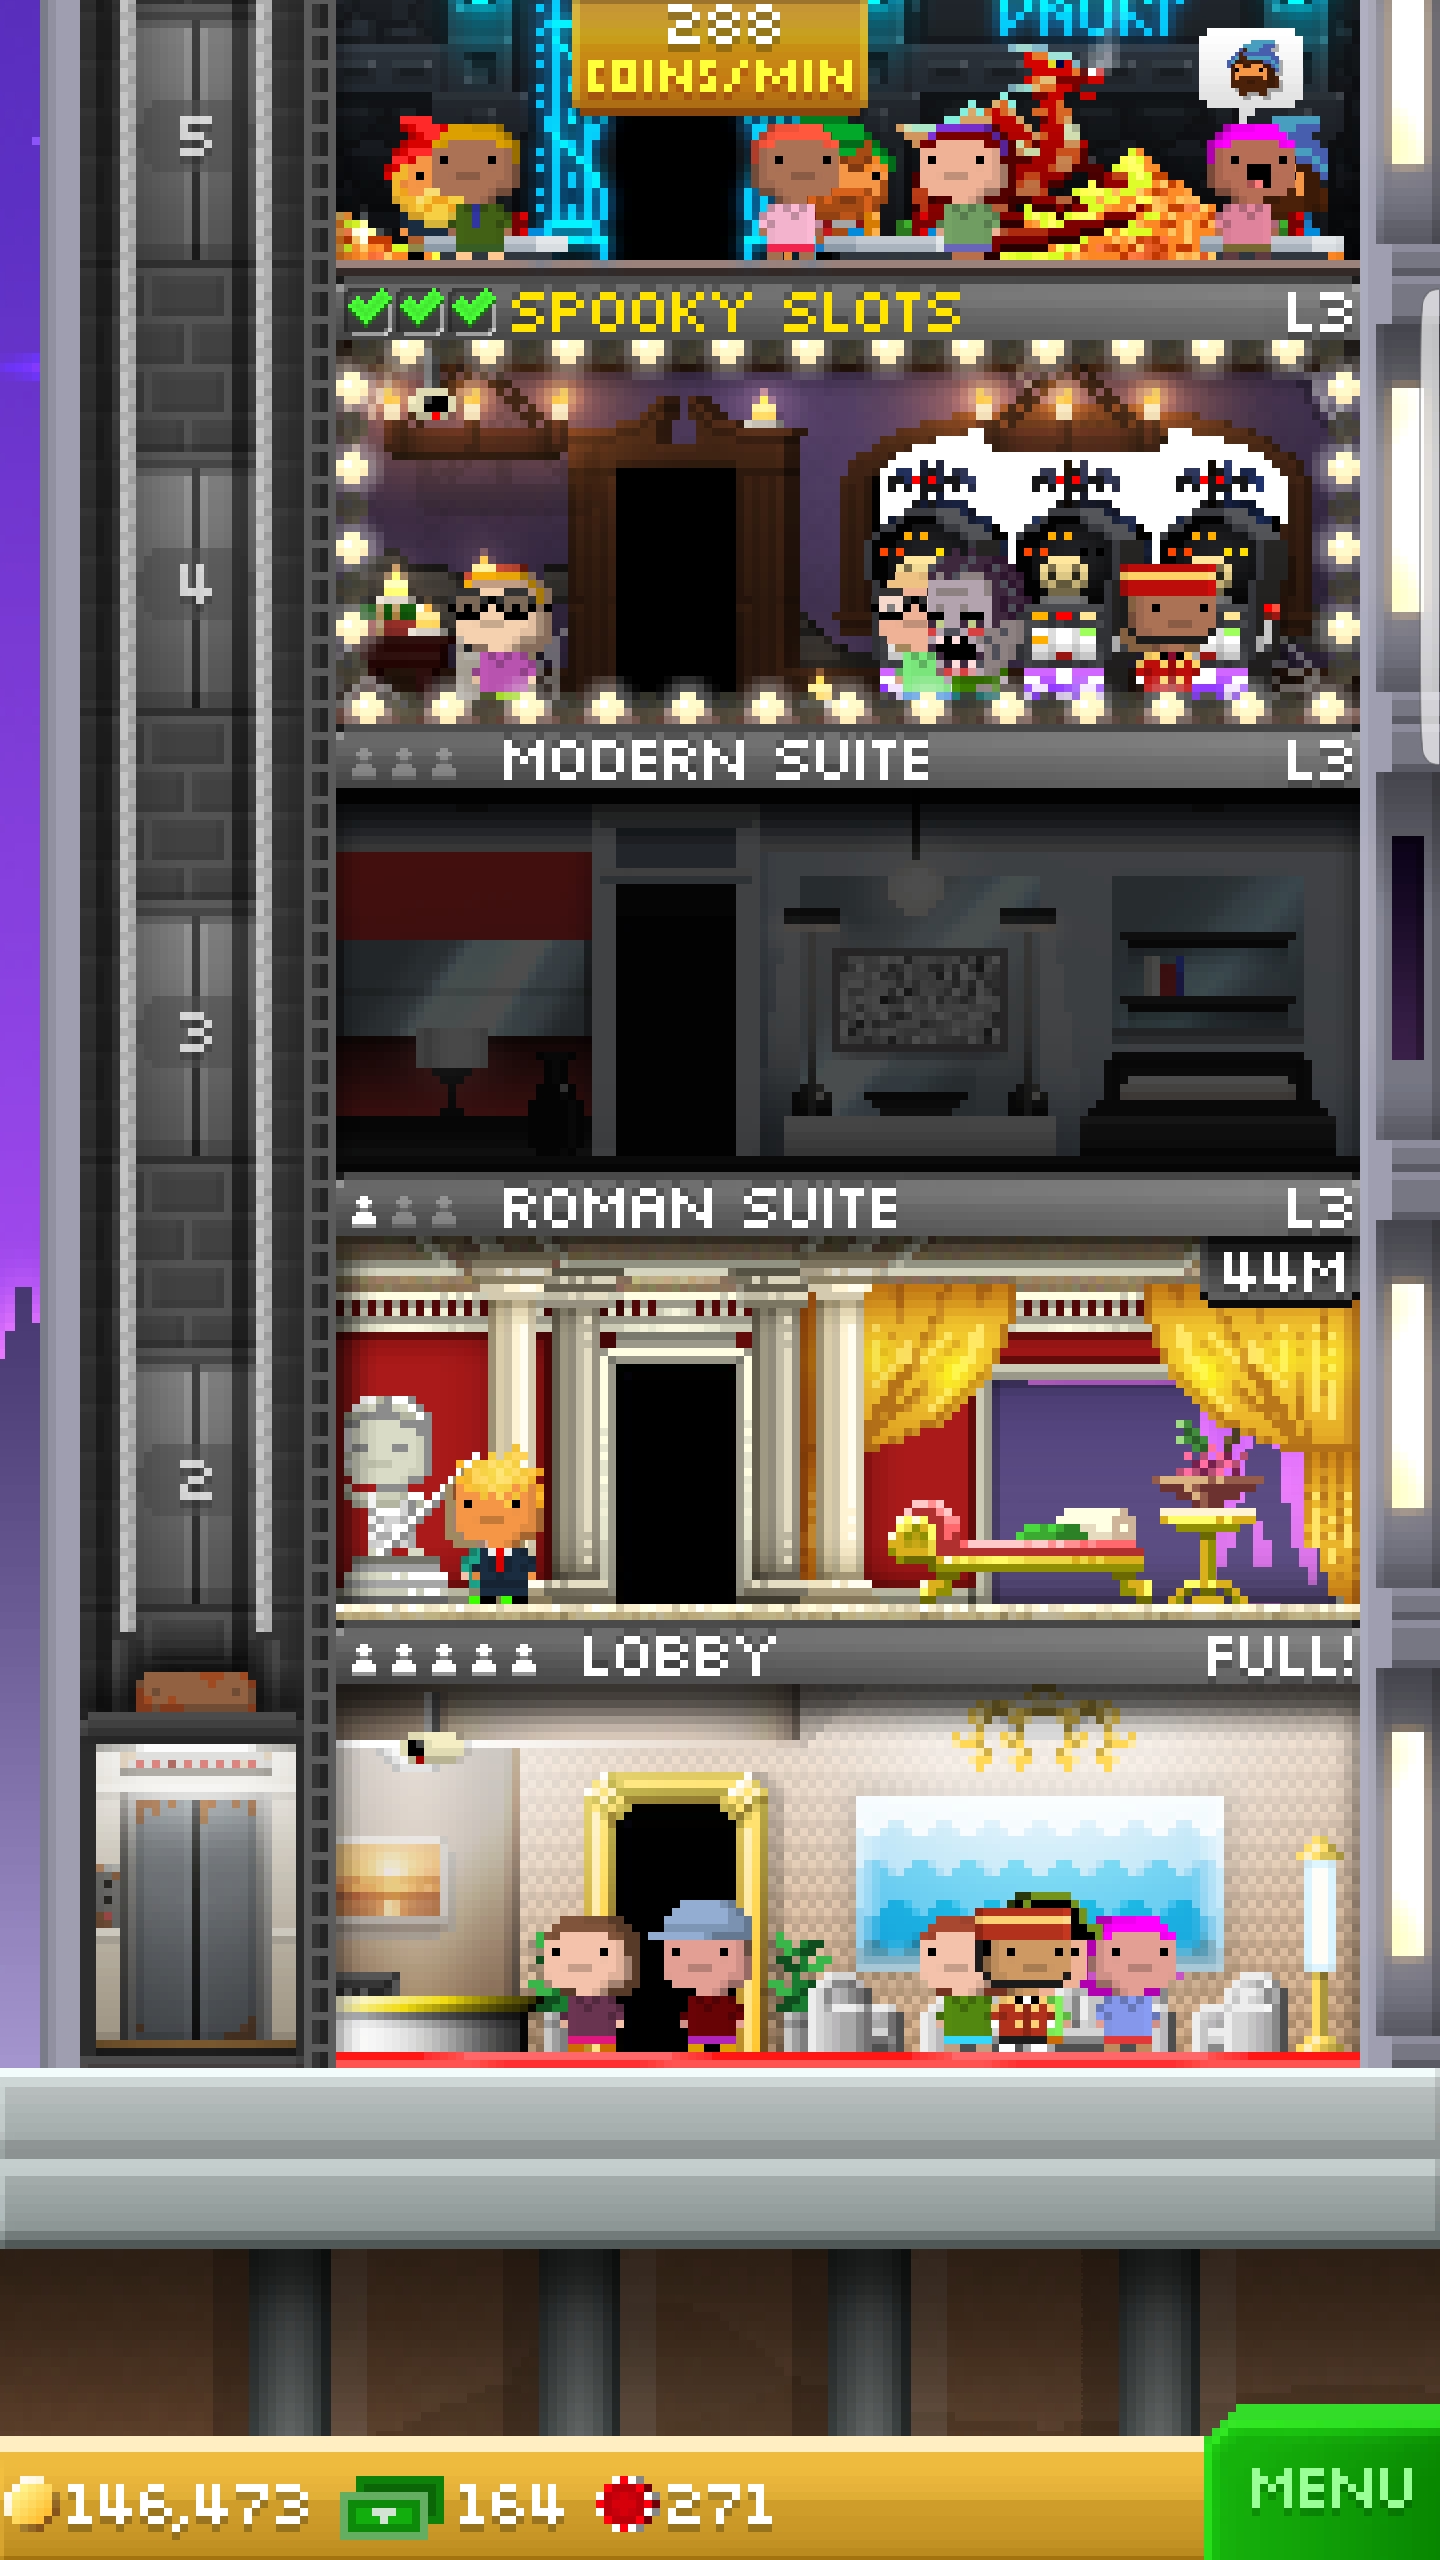 288
COINS/MIN
5
SPOOKY SLOTS L3
4
MODERN SUITE L3
3
ROMAN SUITE L3
44M
2
LOBBY FULL!
146,473 164 271
MENU